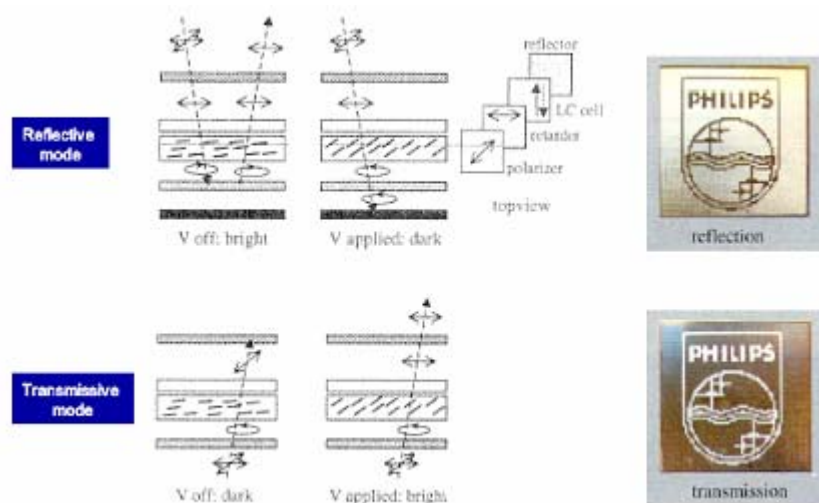 reflector
LC cell
retarder
polarizer
topview
Reflective
mode
V off: bright
V applied: dark
PHILIPS
reflection
Transmissive
mode
V off: dark
V applied: bright
PHILIPS
transmission